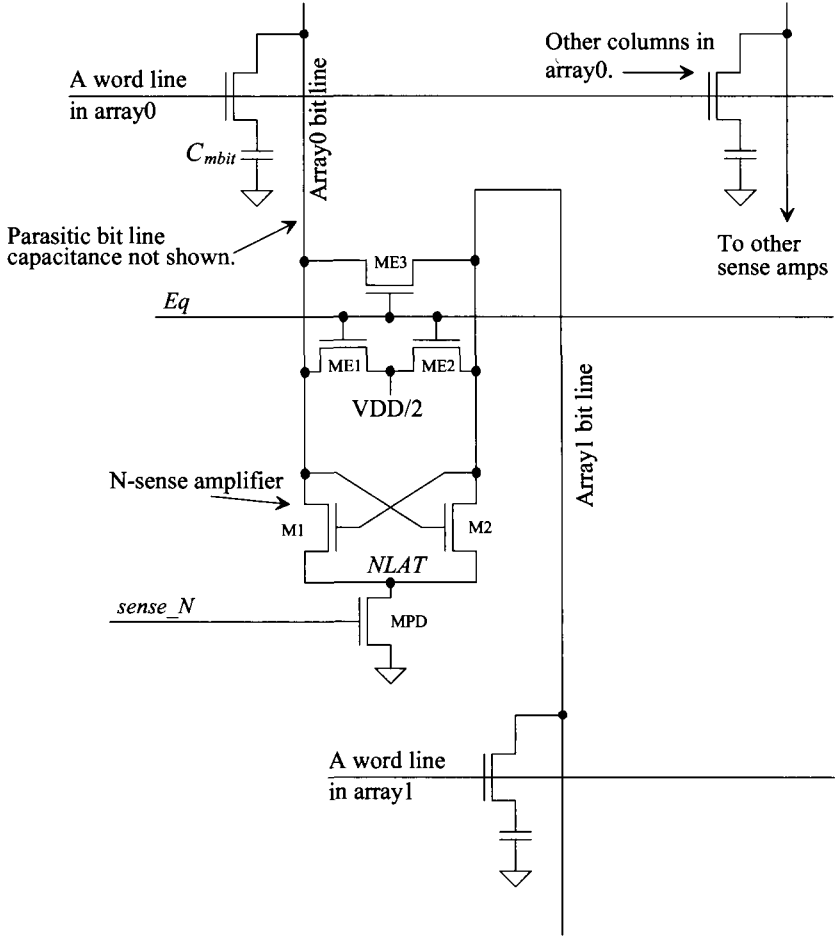 A word line
in array0
C_mbit
Array0 bit line
Other columns in
array0.
To other
sense amps
Parasitic bit line
capacitance not shown.
ME3
Eq
ME1
ME2
VDD/2
Array1 bit line
N-sense amplifier
M1
M2
NLAT
sense_N
MPD
A word line
in array1